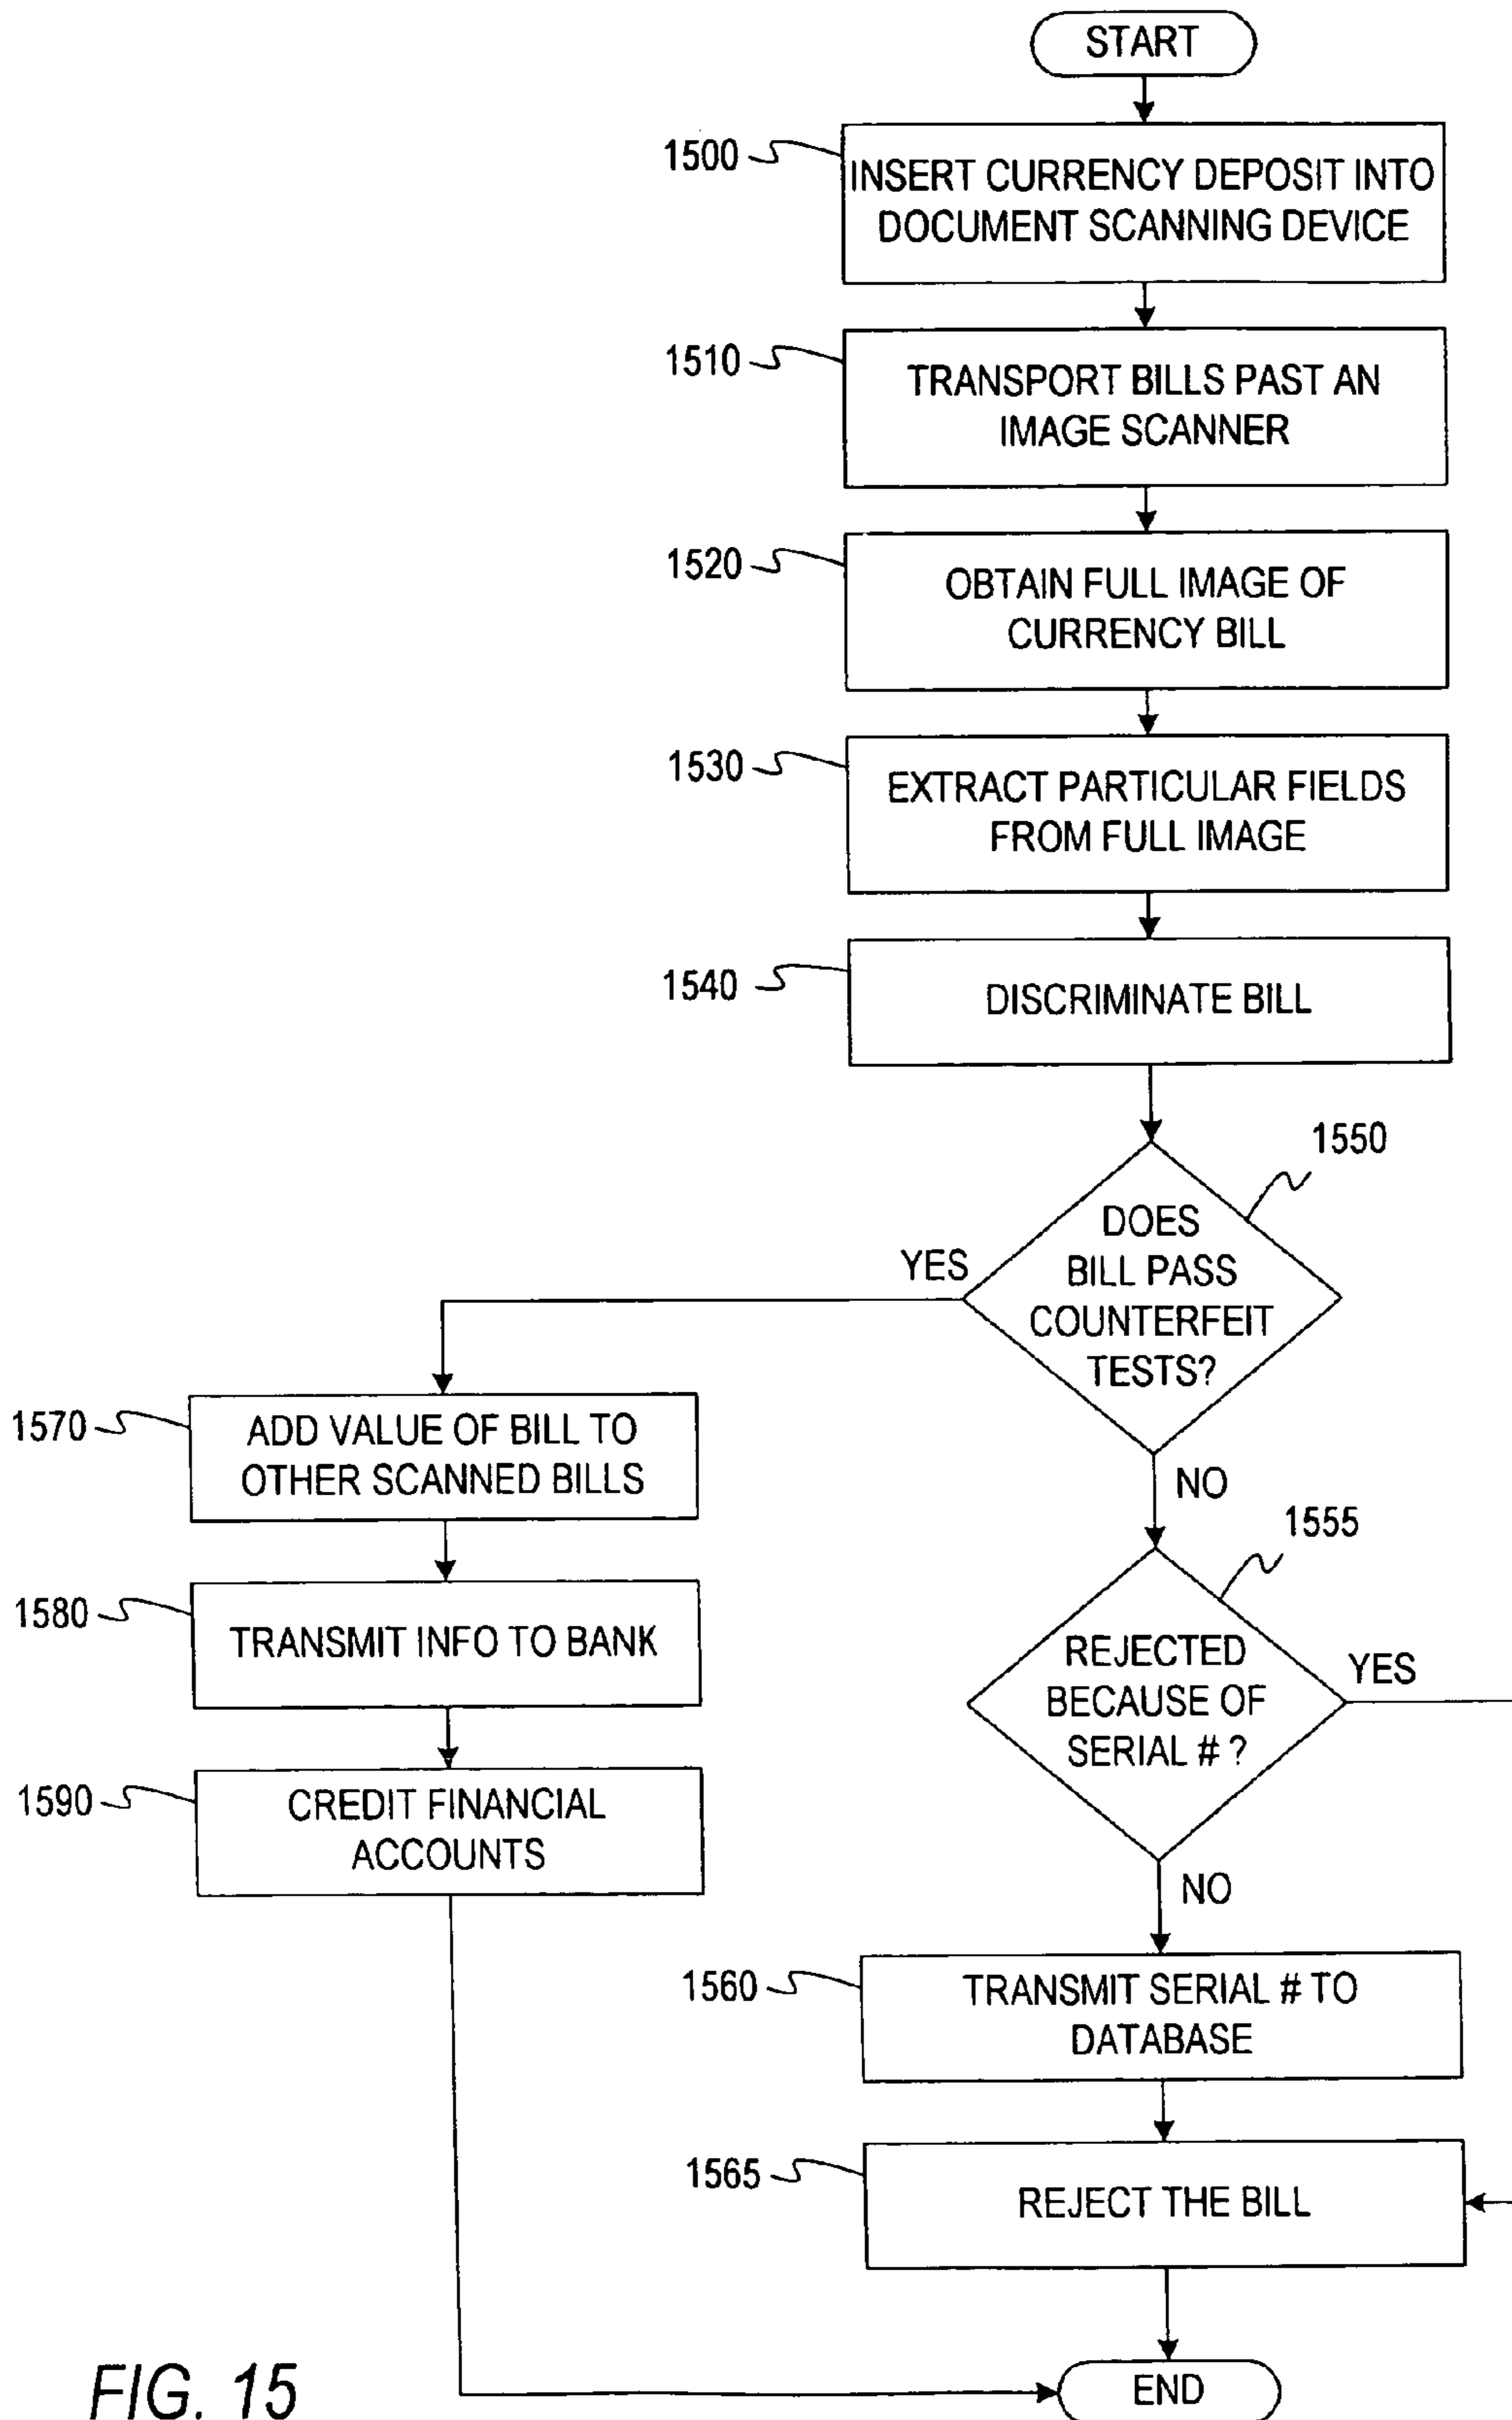 START
1500
INSERT CURRENCY DEPOSIT INTO
DOCUMENT SCANNING DEVICE
1510
TRANSPORT BILLS PAST AN
IMAGE SCANNER
1520
OBTAIN FULL IMAGE OF
CURRENCY BILL
1530
EXTRACT PARTICULAR FIELDS
FROM FULL IMAGE
1540
DISCRIMINATE BILL
1550
DOES
BILL PASS
COUNTERFEIT
TESTS?
YES
NO
1570
ADD VALUE OF BILL TO
OTHER SCANNED BILLS
1580
TRANSMIT INFO TO BANK
1590
CREDIT FINANCIAL
ACCOUNTS
1555
REJECTED
BECAUSE OF
SERIAL # ?
YES
NO
1560
TRANSMIT SERIAL # TO
DATABASE
1565
REJECT THE BILL
END
FIG. 15